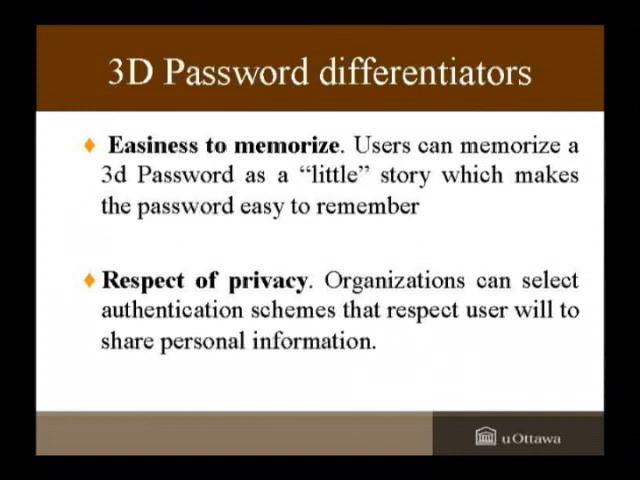 3D Password differentiators
♦ Easiness to memorize. Users can memorize a
3d Password as a “little” story which makes
the password easy to remember
♦ Respect of privacy. Organizations can select
authentication schemes that respect user will to
share personal information.
uOttawa